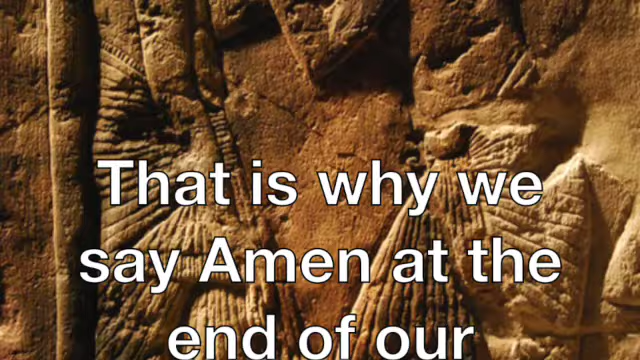 That is why we
say Amen at the
end of our